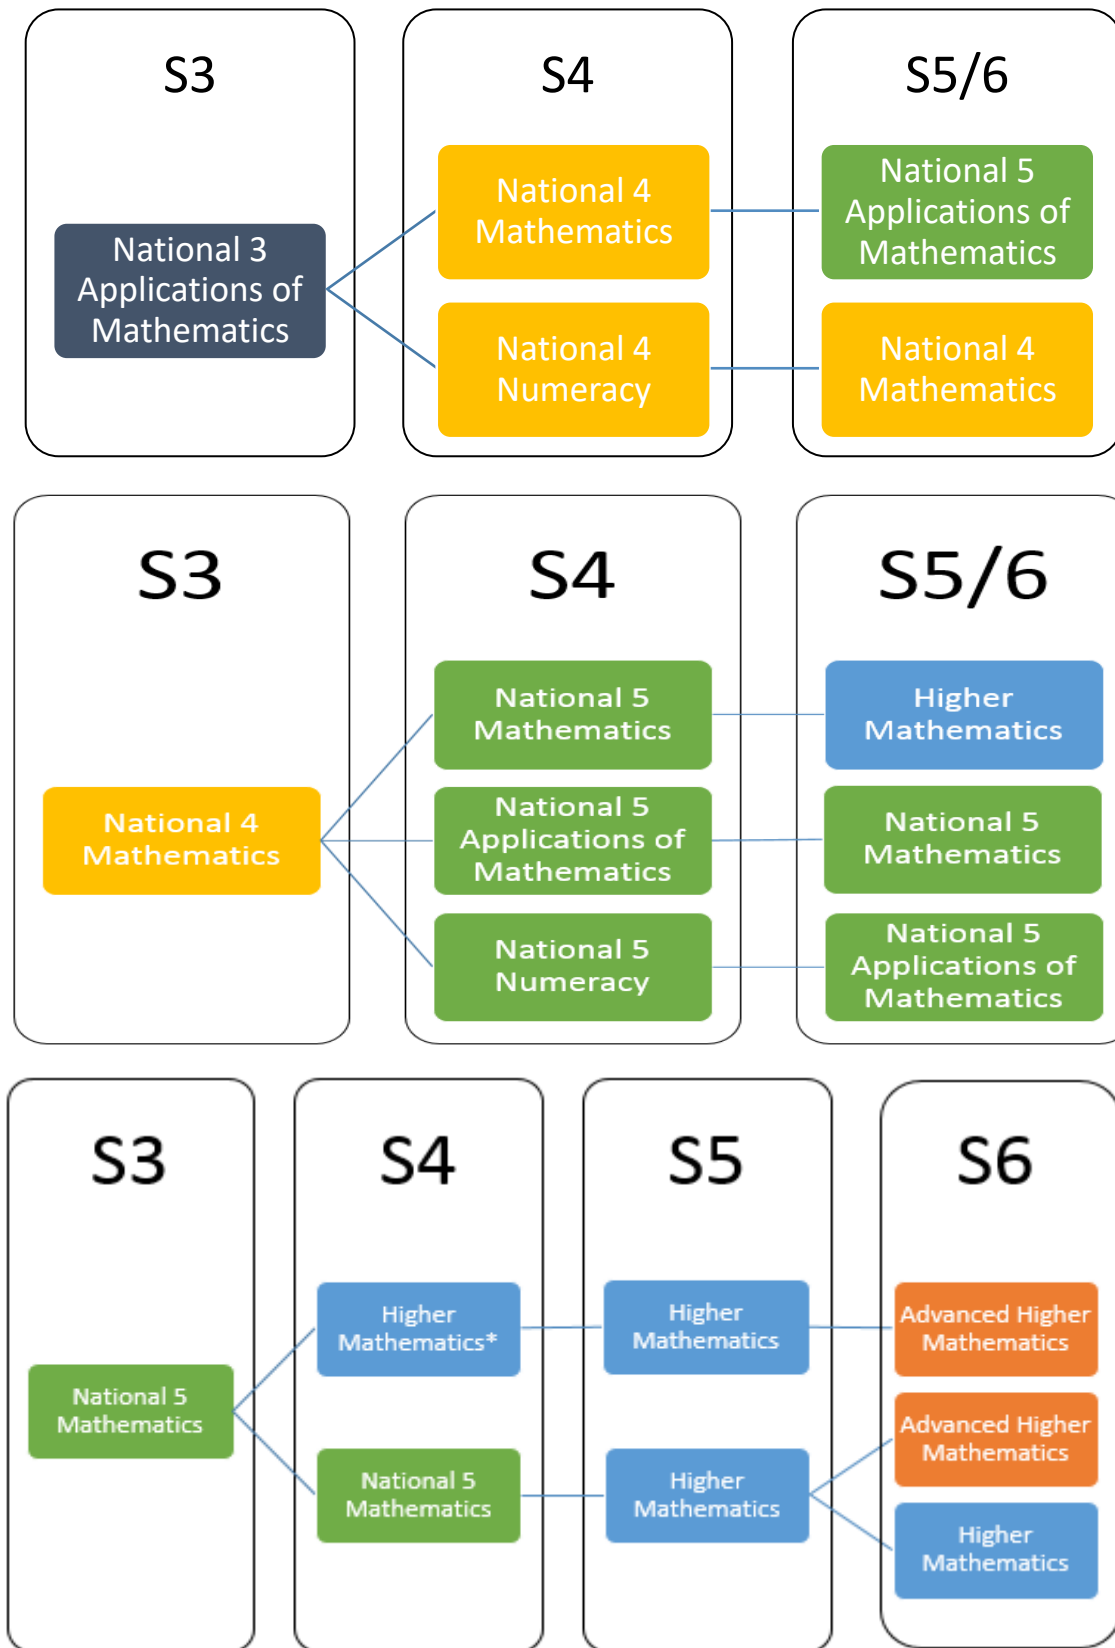 S3
National 3
Applications of
Mathematics
S4
National 4
Mathematics
National 4
Numeracy
S5/6
National 5
Applications of
Mathematics
National 4
Mathematics
S3
National 4
Mathematics
S4
National 5
Mathematics
National 5
Applications of
Mathematics
National 5
Numeracy
S5/6
Higher
Mathematics
National 5
Mathematics
National 5
Applications of
Mathematics
S3
National 5
Mathematics
S4
Higher
Mathematics*
National 5
Mathematics
S5
Higher
Mathematics
Higher
Mathematics
S6
Advanced Higher
Mathematics
Advanced Higher
Mathematics
Higher
Mathematics